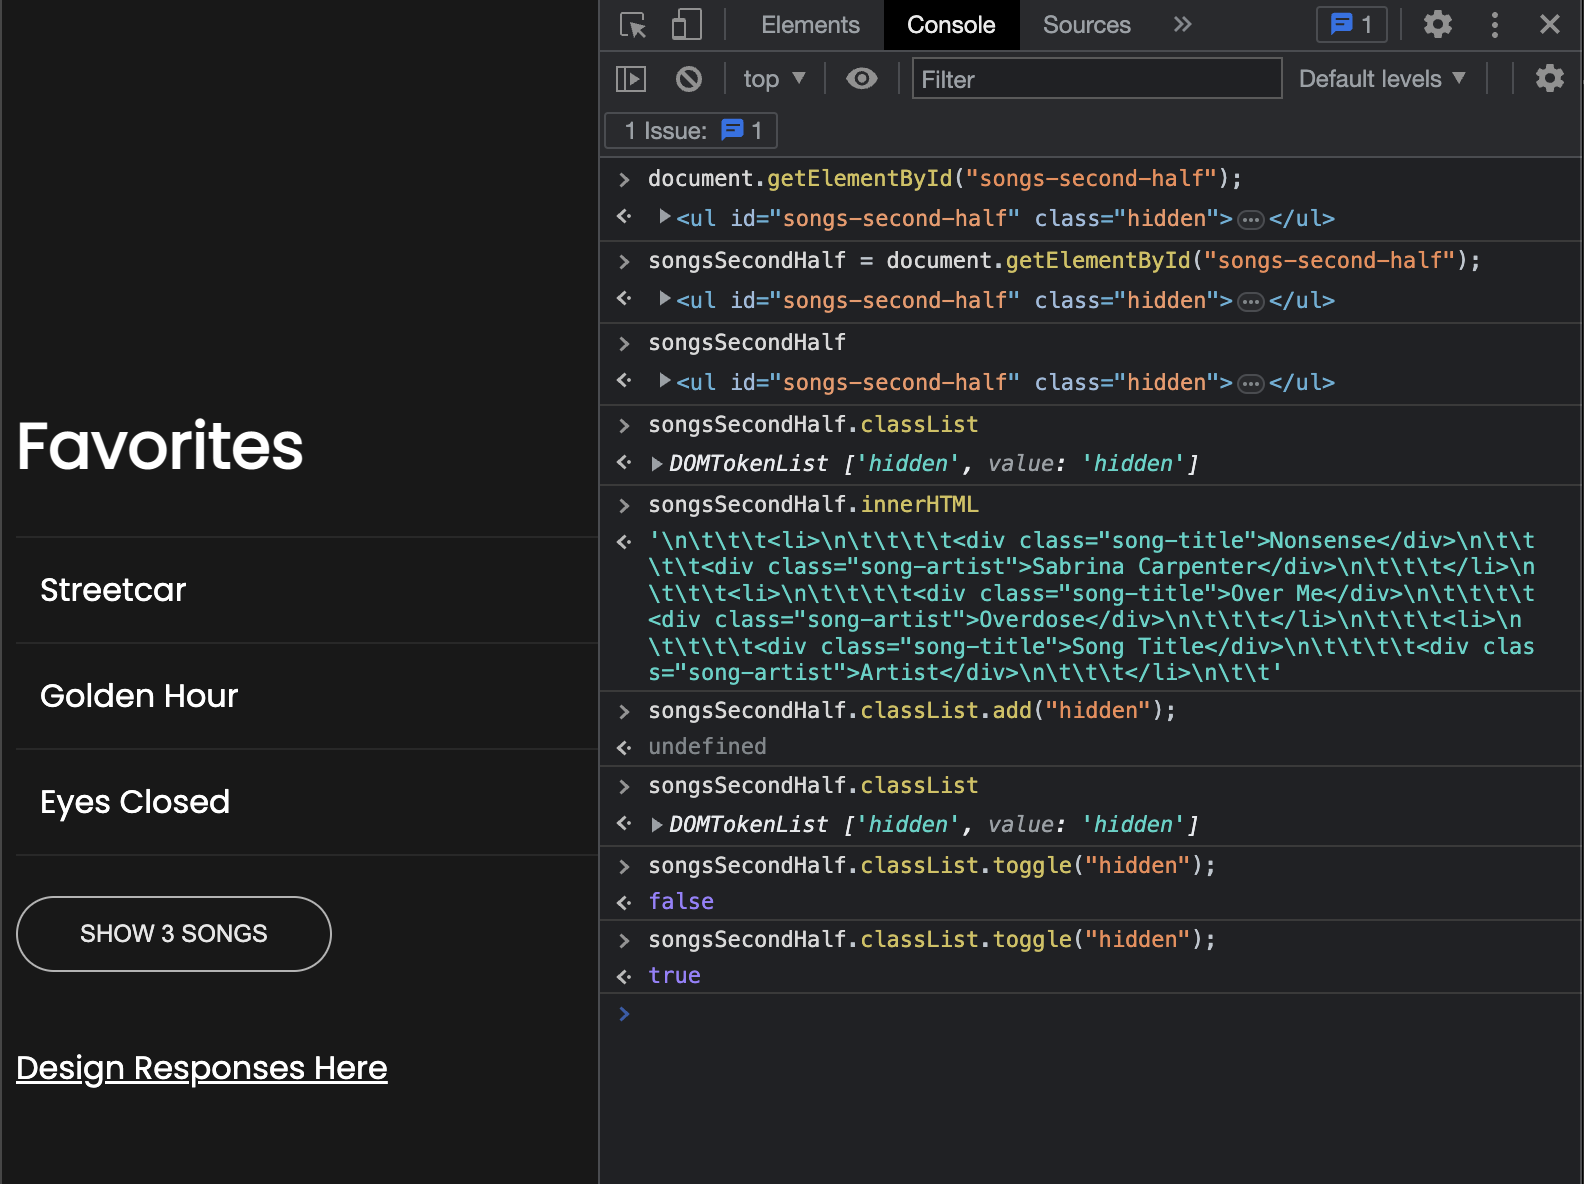 Favorites
Streetcar
Golden Hour
Eyes Closed
SHOW 3 SONGS
Design Responses Here
Elements Console Sources 1
top Filter Default levels
1 Issue: 1
document.getElementById("songs-second-half");
<ul id="songs-second-half" class="hidden">…</ul>
songsSecondHalf = document.getElementById("songs-second-half");
<ul id="songs-second-half" class="hidden">…</ul>
songsSecondHalf
<ul id="songs-second-half" class="hidden">…</ul>
songsSecondHalf.classList
DOMTokenList ['hidden', value: 'hidden']
songsSecondHalf.innerHTML
'\n\t\t\t<li>\n\t\t\t\t<div class="song-title">Nonsense</div>\n\t\t
\t\t<div class="song-artist">Sabrina Carpenter</div>\n\t\t\t</li>\n
\t\t\t<li>\n\t\t\t\t<div class="song-title">Over Me</div>\n\t\t\t\t
<div class="song-artist">Overdose</div>\n\t\t\t</li>\n\t\t\t<li>\n
\t\t\t\t<div class="song-title">Song Title</div>\n\t\t\t\t<div clas
s="song-artist">Artist</div>\n\t\t\t</li>\n\t\t'
songsSecondHalf.classList.add("hidden");
undefined
songsSecondHalf.classList
DOMTokenList ['hidden', value: 'hidden']
songsSecondHalf.classList.toggle("hidden");
false
songsSecondHalf.classList.toggle("hidden");
true